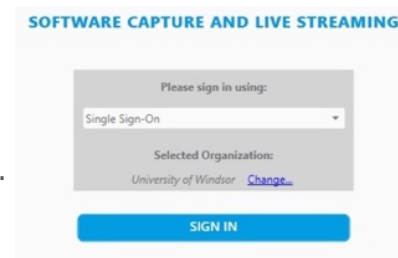 SOFTWARE CAPTURE AND LIVE STREAMING
Please sign in using:
Single Sign-On
Selected Organization:
University of Windsor Change...
SIGN IN